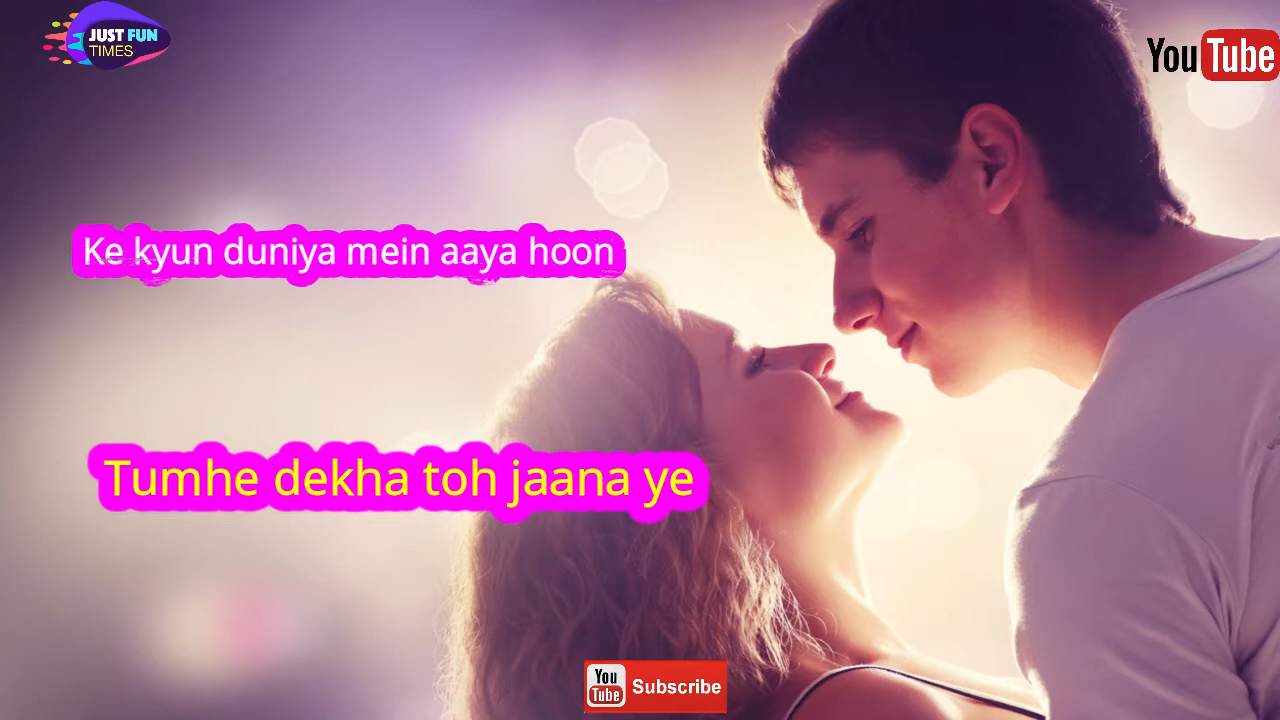 JUST FUN
TIMES
YouTube
Ke kyun duniya mein aaya hoon
Tumhe dekha toh jaana ye
You
Tube
Subscribe